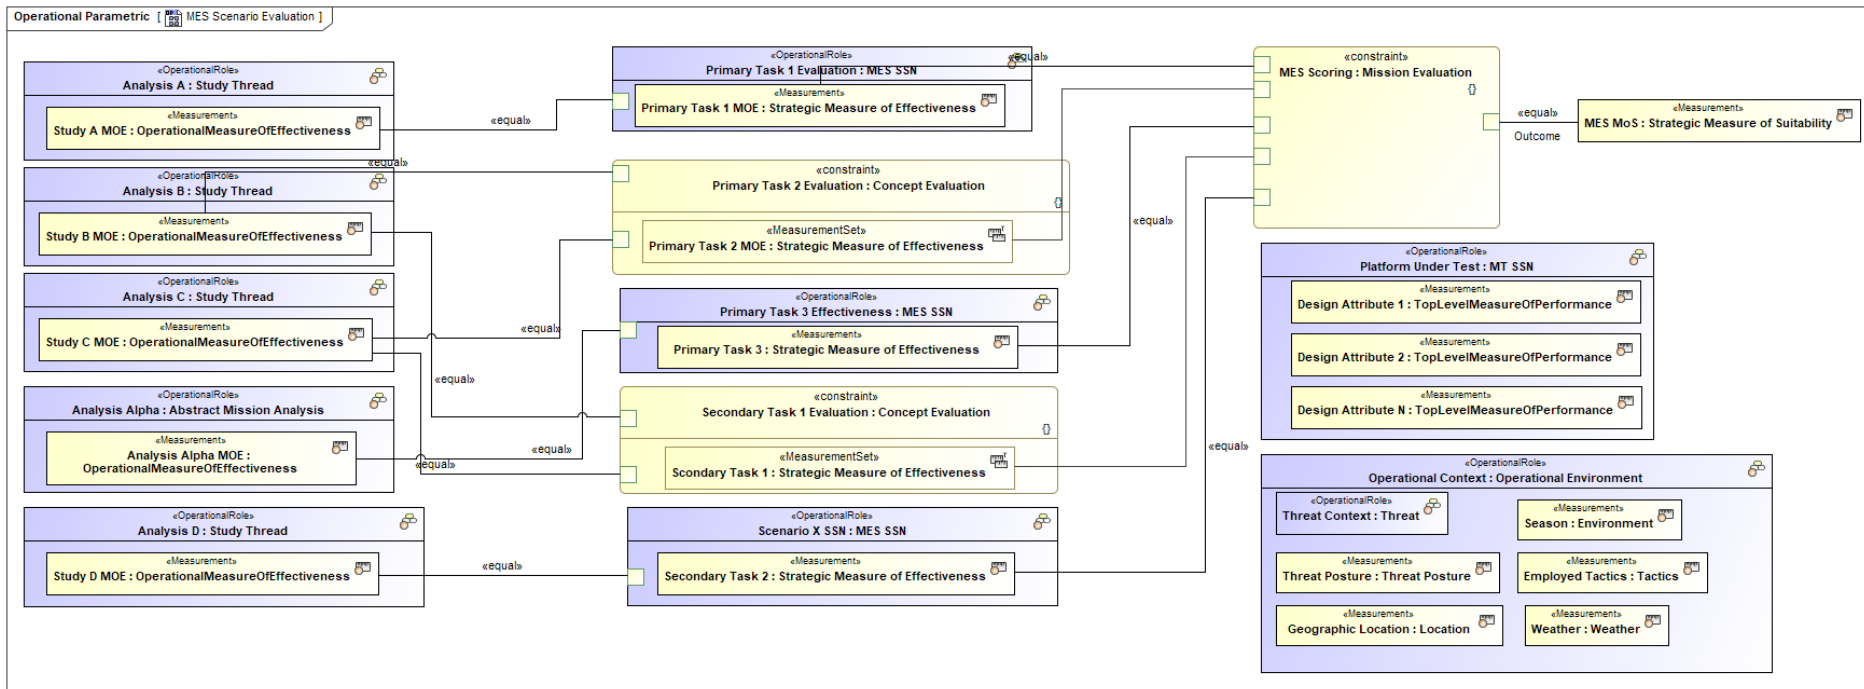 Operational Parametric [ MES Scenario Evaluation ]
«OperationalRole»
Analysis A : Study Thread
«Measurement»
Study A MOE : OperationalMeasureOfEffectiveness
«OperationalRole»
Analysis B : Study Thread
«Measurement»
Study B MOE : OperationalMeasureOfEffectiveness
«OperationalRole»
Analysis C : Study Thread
«Measurement»
Study C MOE : OperationalMeasureOfEffectiveness
«OperationalRole»
Analysis Alpha : Abstract Mission Analysis
«Measurement»
Analysis Alpha MOE :
OperationalMeasureOfEffectiveness
«OperationalRole»
Analysis D : Study Thread
«Measurement»
Study D MOE : OperationalMeasureOfEffectiveness
«equal»
«equal»
«equal»
«equal»
«equal»
«equal»
«equal»
«OperationalRole»
Primary Task 1 Evaluation : MES SSN
«Measurement»
Primary Task 1 MOE : Strategic Measure of Effectiveness
«constraint»
Primary Task 2 Evaluation : Concept Evaluation
{}
«MeasurementSet»
Primary Task 2 MOE : Strategic Measure of Effectiveness
«OperationalRole»
Primary Task 3 Effectiveness : MES SSN
«Measurement»
Primary Task 3 : Strategic Measure of Effectiveness
«constraint»
Secondary Task 1 Evaluation : Concept Evaluation
{}
«MeasurementSet»
Scondary Task 1 : Strategic Measure of Effectiveness
«OperationalRole»
Scenario X SSN : MES SSN
«Measurement»
Secondary Task 2 : Strategic Measure of Effectiveness
«equal»
«equal»
«equal»
«constraint»
MES Scoring : Mission Evaluation
{}
«equal»
Outcome
«Measurement»
MES MoS : Strategic Measure of Suitability
«OperationalRole»
Platform Under Test : MT SSN
«Measurement»
Design Attribute 1 : TopLevelMeasureOfPerformance
«Measurement»
Design Attribute 2 : TopLevelMeasureOfPerformance
«Measurement»
Design Attribute N : TopLevelMeasureOfPerformance
«OperationalRole»
Operational Context : Operational Environment
«OperationalRole»
Threat Context : Threat
«Measurement»
Season : Environment
«Measurement»
Threat Posture : Threat Posture
«Measurement»
Employed Tactics : Tactics
«Measurement»
Geographic Location : Location
«Measurement»
Weather : Weather